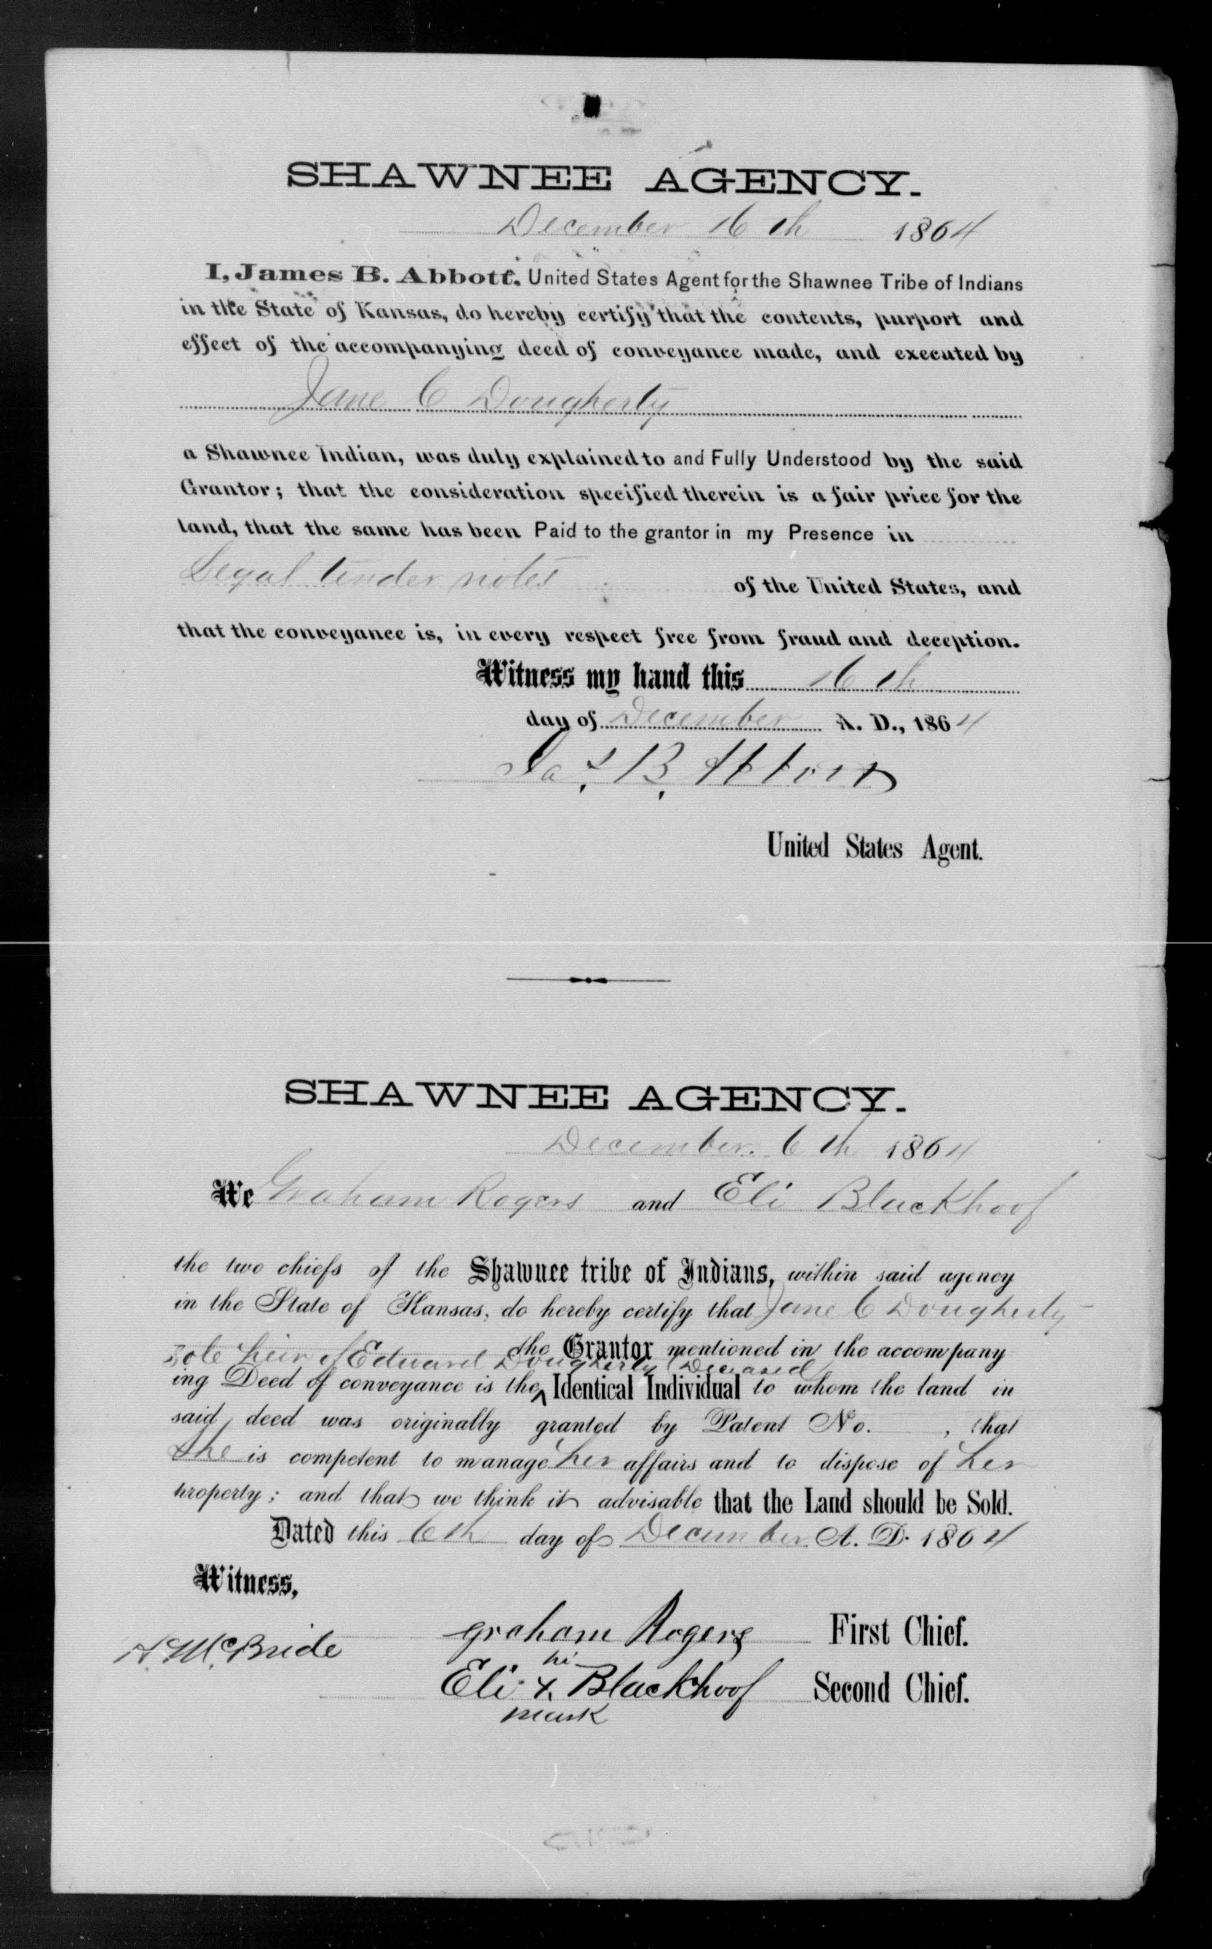 SHAWNEE AGENCY.
December 16th 1864
I, James B. Abbott, United States Agent for the Shawnee Tribe of Indians
in the State of Kansas, do hereby certify that the contents, purport and
effect of the accompanying deed of conveyance made, and executed by
Jane C Dougherty
a Shawnee Indian, was duly explained to and Fully Understood by the said
Grantor; that the consideration specified therein is a fair price for the
land, that the same has been Paid to the grantor in my Presence in
Legal tender notes of the United States, and
that the conveyance is, in every respect free from fraud and deception.
Witness my hand this 16th
day of December A. D., 1864
Jas. B. Abbott
United States Agent.
SHAWNEE AGENCY.
December. 6th 1864
We Graham Rogers and Eli Blackhoof
the two chiefs of the Shawnee tribe of Indians, within said agency
in the State of Kansas, do hereby certify that Jane C Dougherty
the Grantor mentioned in the accompany
Sole heir of Eduard Dougherty (Deceased)
ing Deed of conveyance is the ^ Identical Individual to whom the land in
said deed was originally granted by Patent No. , that
she is competent to manage her affairs and to dispose of her
property; and that we think it advisable that the Land should be Sold.
Dated this 6th day of December A. D. 1864
Witness,
A. McBride
graham Rogers First Chief.
his
Eli x. Blackhoof Second Chief.
mark